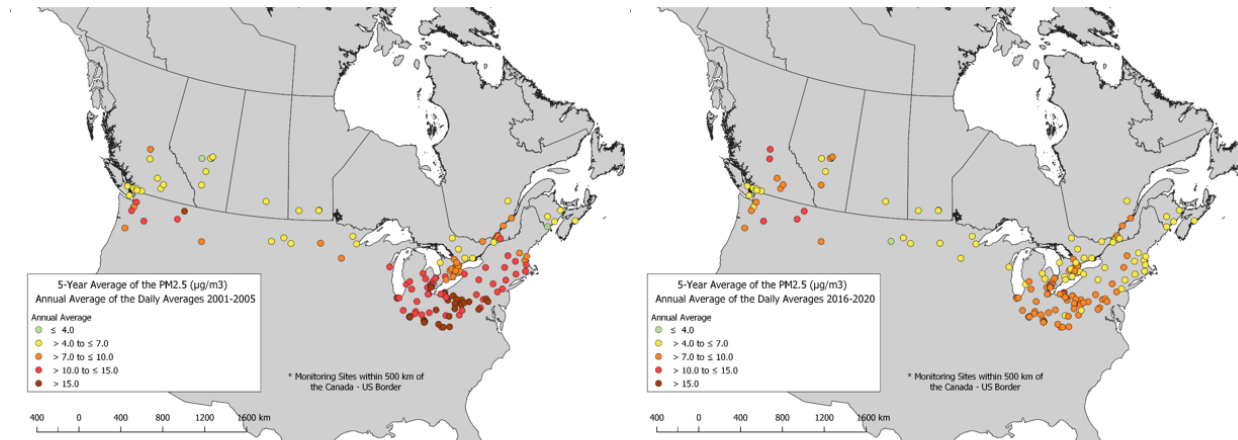 5-Year Average of the PM2.5 (µg/m3)
Annual Average of the Daily Averages 2001-2005
Annual Average
≤ 4.0
> 4.0 to ≤ 7.0
> 7.0 to ≤ 10.0
> 10.0 to ≤ 15.0
> 15.0
* Monitoring Sites within 500 km of
the Canada - US Border
400 0 400 800 1200 1600 km
5-Year Average of the PM2.5 (µg/m3)
Annual Average of the Daily Averages 2016-2020
Annual Average
≤ 4.0
> 4.0 to ≤ 7.0
> 7.0 to ≤ 10.0
> 10.0 to ≤ 15.0
> 15.0
* Monitoring Sites within 500 km of
the Canada - US Border
400 0 400 800 1200 1600 km